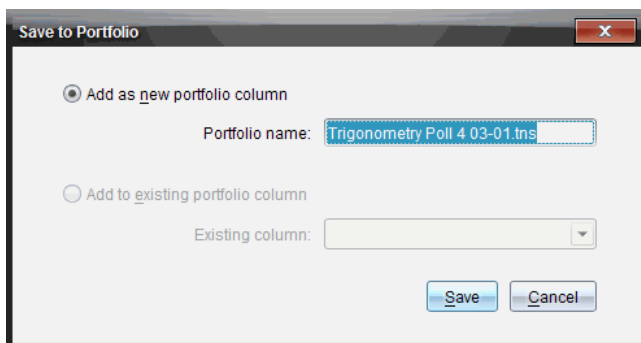 Save to Portfolio
Add as new portfolio column
Portfolio name: Trigonometry Poll 4 03-01.tns
Add to existing portfolio column
Existing column:
Save Cancel